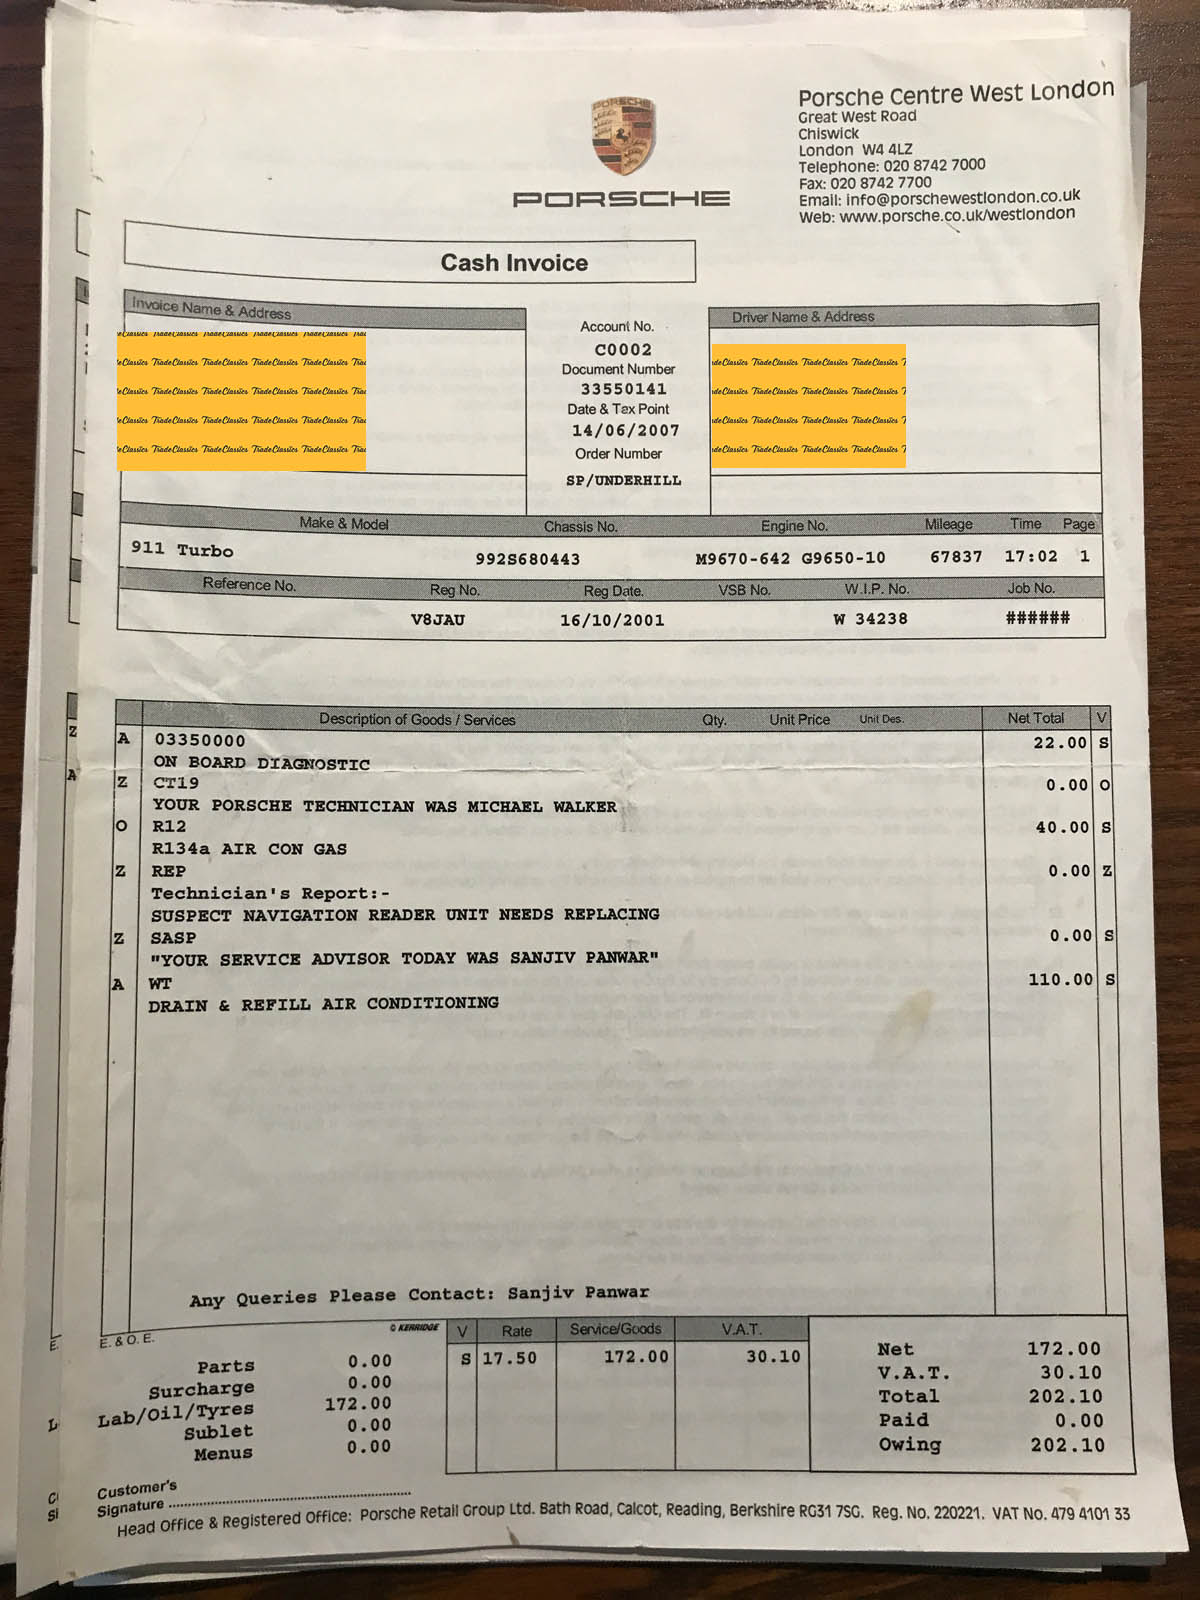 PORSCHE
PORSCHE
Porsche Centre West London
Great West Road
Chiswick
London W4 4LZ
Telephone: 020 8742 7000
Fax: 020 8742 7700
Email: info@porschewestlondon.co.uk
Web: www.porsche.co.uk/westlondon
Cash Invoice
Invoice Name & Address
TradeClassics TradeClassics TradeClassics TradeClassics
Account No.
C0002
Document Number
33550141
Date & Tax Point
14/06/2007
Order Number
SP/UNDERHILL
Driver Name & Address
TradeClassics TradeClassics TradeClassics
Make & Model Chassis No. Engine No. Mileage Time Page
911 Turbo 992S680443 M9670-642 G9650-10 67837 17:02 1
Reference No. Reg No. Reg Date. VSB No. W.I.P. No. Job No.
V8JAU 16/10/2001 W 34238 ######
Description of Goods / Services Qty. Unit Price Unit Des. Net Total V
A 03350000 22.00 S
ON BOARD DIAGNOSTIC
Z CT19 0.00 O
YOUR PORSCHE TECHNICIAN WAS MICHAEL WALKER
O R12 40.00 S
R134a AIR CON GAS
Z REP 0.00 Z
Technician's Report:-
SUSPECT NAVIGATION READER UNIT NEEDS REPLACING
Z SASP 0.00 S
"YOUR SERVICE ADVISOR TODAY WAS SANJIV PANWAR"
A WT 110.00 S
DRAIN & REFILL AIR CONDITIONING
Any Queries Please Contact: Sanjiv Panwar
E. & O. E. © KERRIDGE
Parts 0.00
Surcharge 0.00
Lab/Oil/Tyres 172.00
Sublet 0.00
Menus 0.00
V Rate Service/Goods V.A.T.
S 17.50 172.00 30.10
Net 172.00
V.A.T. 30.10
Total 202.10
Paid 0.00
Owing 202.10
Customer's
Signature
Head Office & Registered Office: Porsche Retail Group Ltd. Bath Road, Calcot, Reading, Berkshire RG31 7SG. Reg. No. 220221. VAT No. 479 4101 33